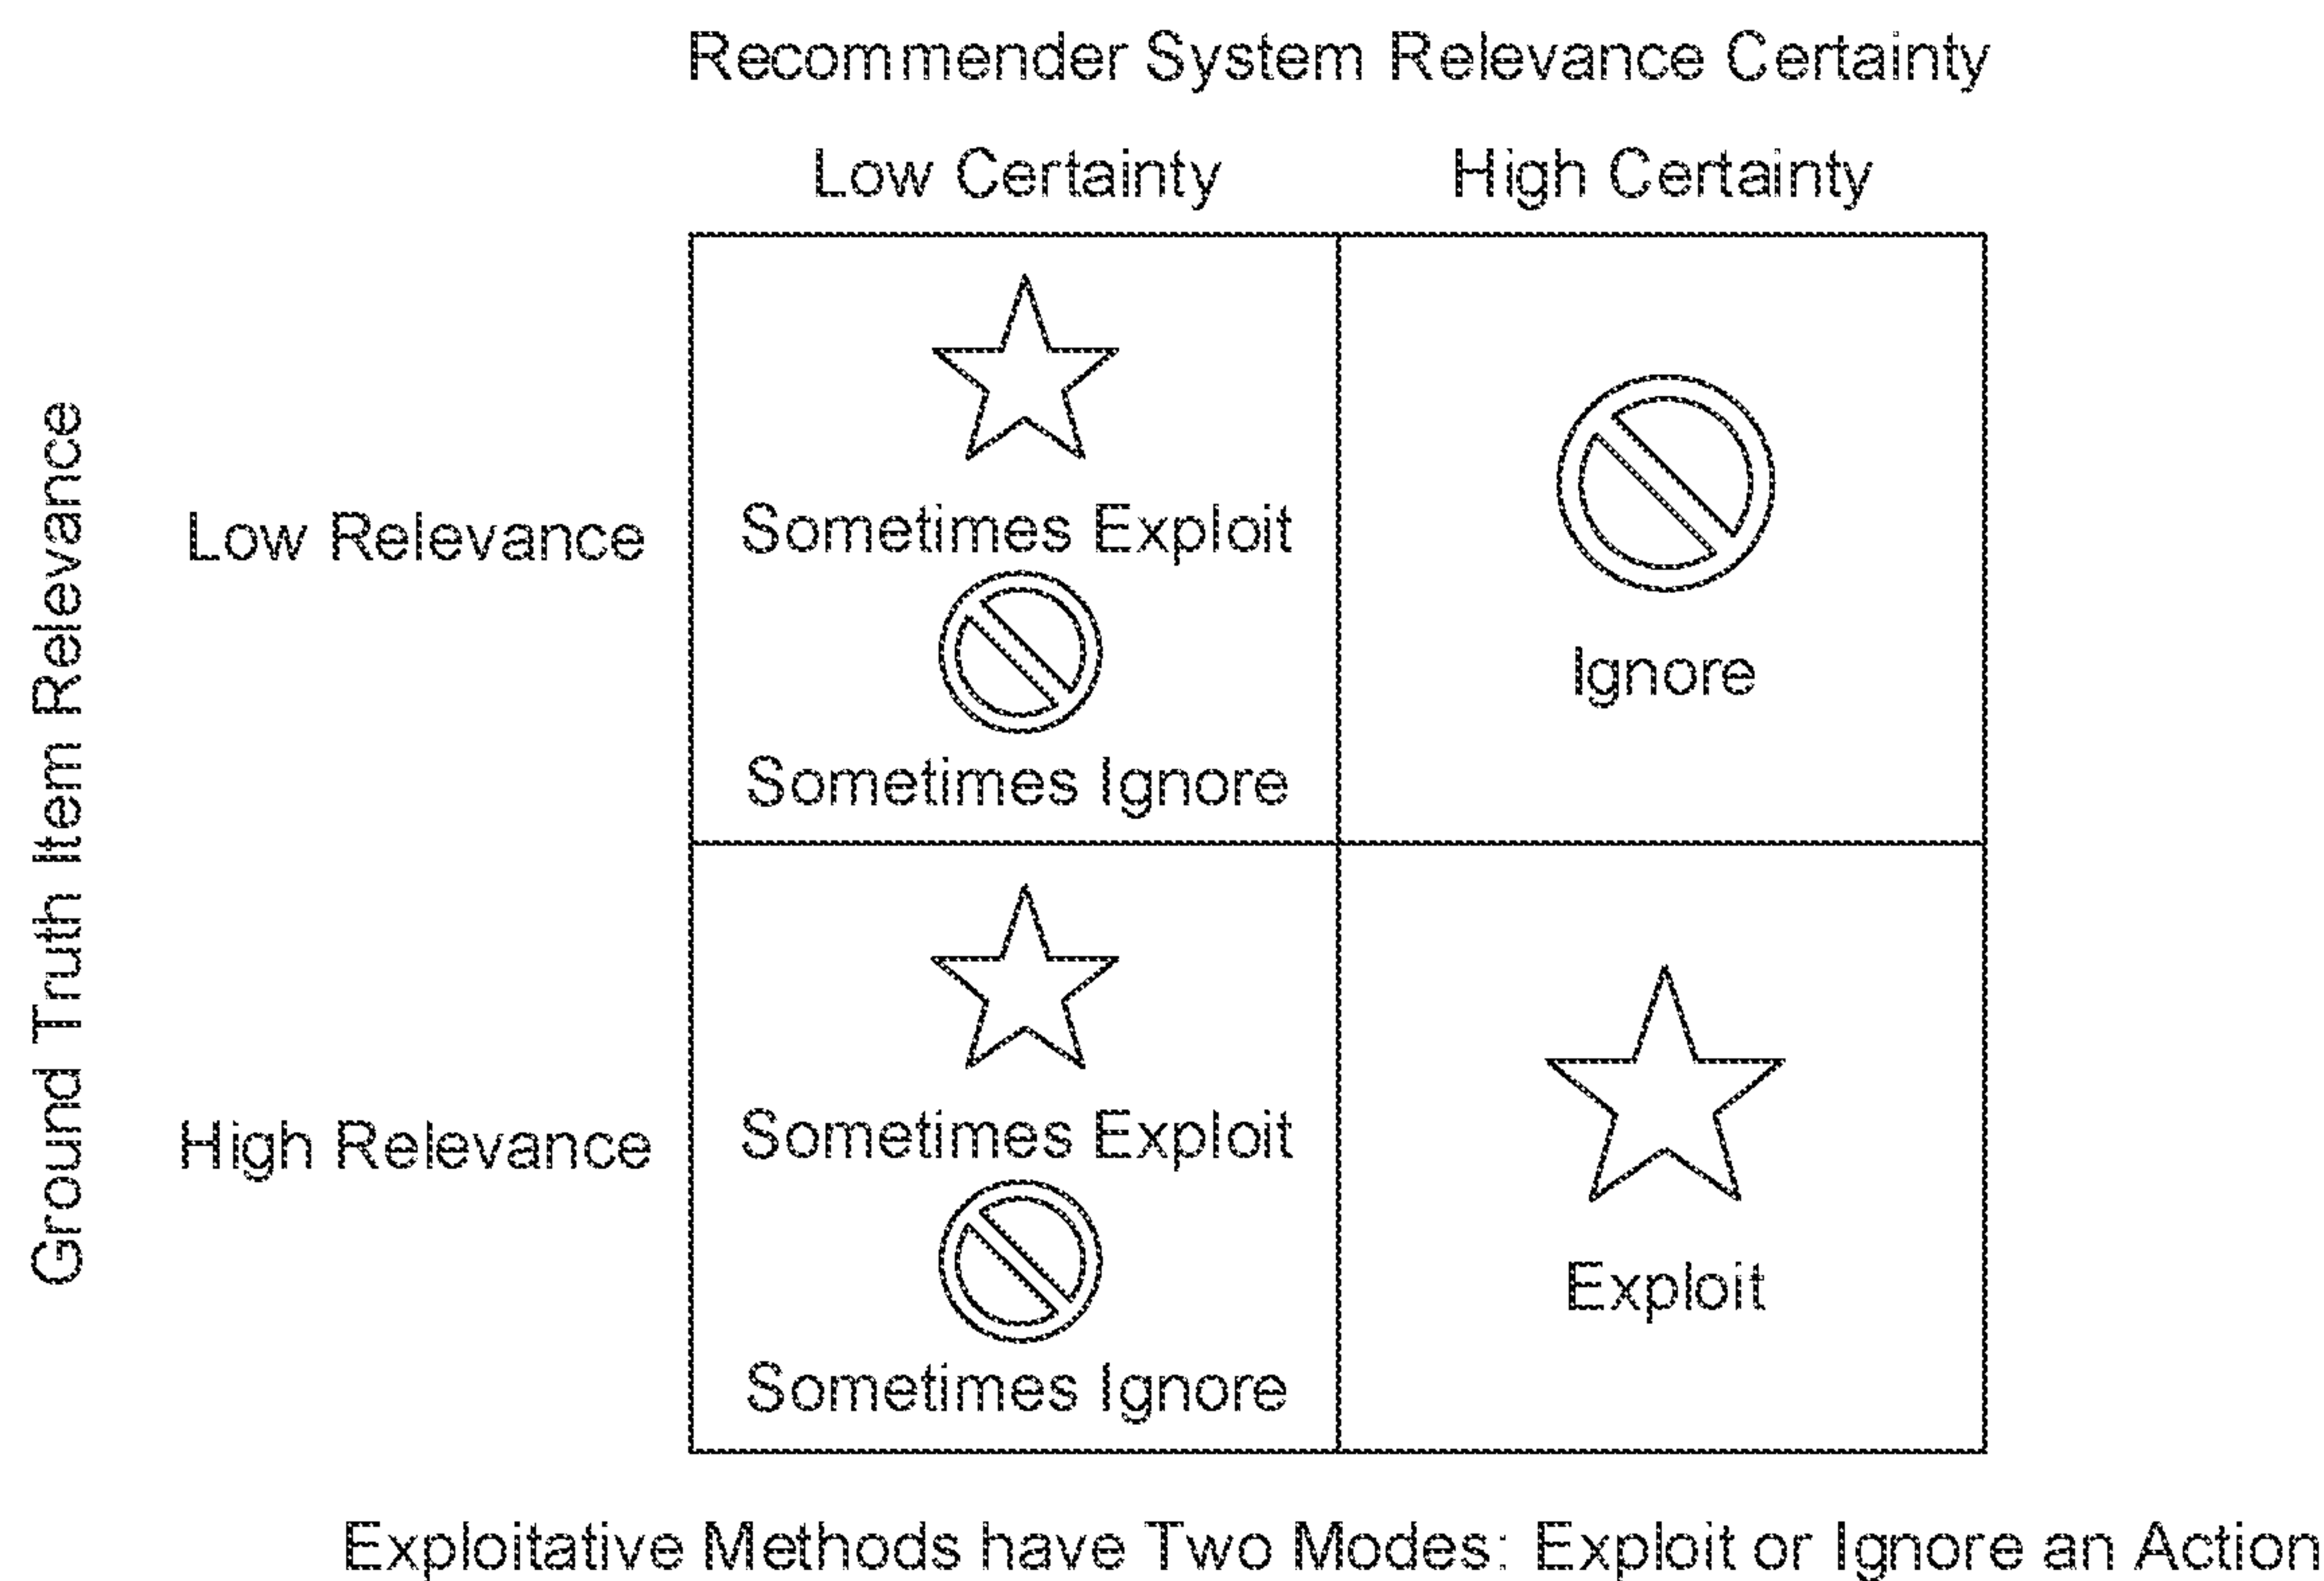 Recommender System Relevance Certainty
Low Certainty
High Certainty
Ground Truth Item Relevance
Low Relevance
Sometimes Exploit
Sometimes Ignore
Ignore
High Relevance
Sometimes Exploit
Sometimes Ignore
Exploit
Exploitative Methods have Two Modes: Exploit or Ignore an Action